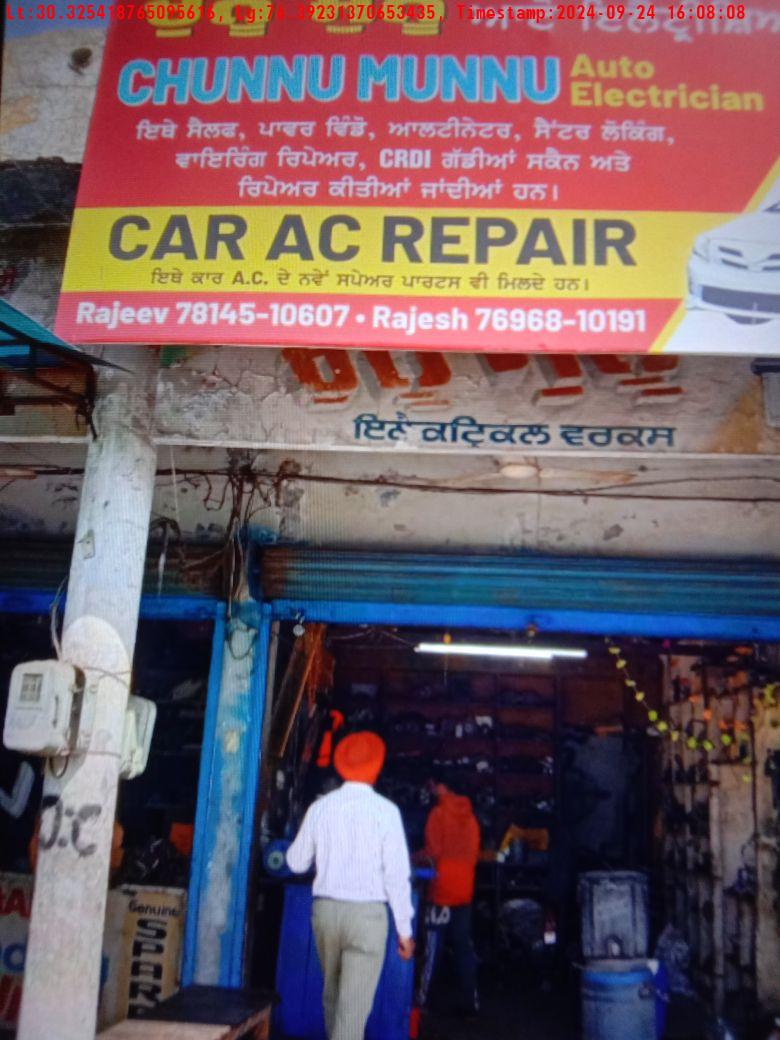 Lt:30.325418765095616, Lg:76.39231370653435, Timestamp:2024-09-24 16:08:08
CHUNNU MUNNU Auto
Electrician
ਇਥੇ ਸੈਲਫ, ਪਾਵਰ ਵਿੰਡੋ, ਆਲਟੀਨੇਟਰ, ਸੈਂਟਰ ਲੋਕਿੰਗ,
ਵਾਇਰਿੰਗ ਰਿਪੇਅਰ, CRDI ਗੱਡੀਆਂ ਸਕੈਨ ਅਤੇ
ਰਿਪੇਅਰ ਕੀਤੀਆਂ ਜਾਂਦੀਆਂ ਹਨ।
CAR AC REPAIR
ਇਥੇ ਕਾਰ A.C. ਦੇ ਨਵੇਂ ਸਪੇਅਰ ਪਾਰਟਸ ਵੀ ਮਿਲਦੇ ਹਨ।
Rajeev 78145-10607 • Rajesh 76968-10191
ਇਲੈਕਟ੍ਰਿਕਲ ਵਰਕਸ
Genuine